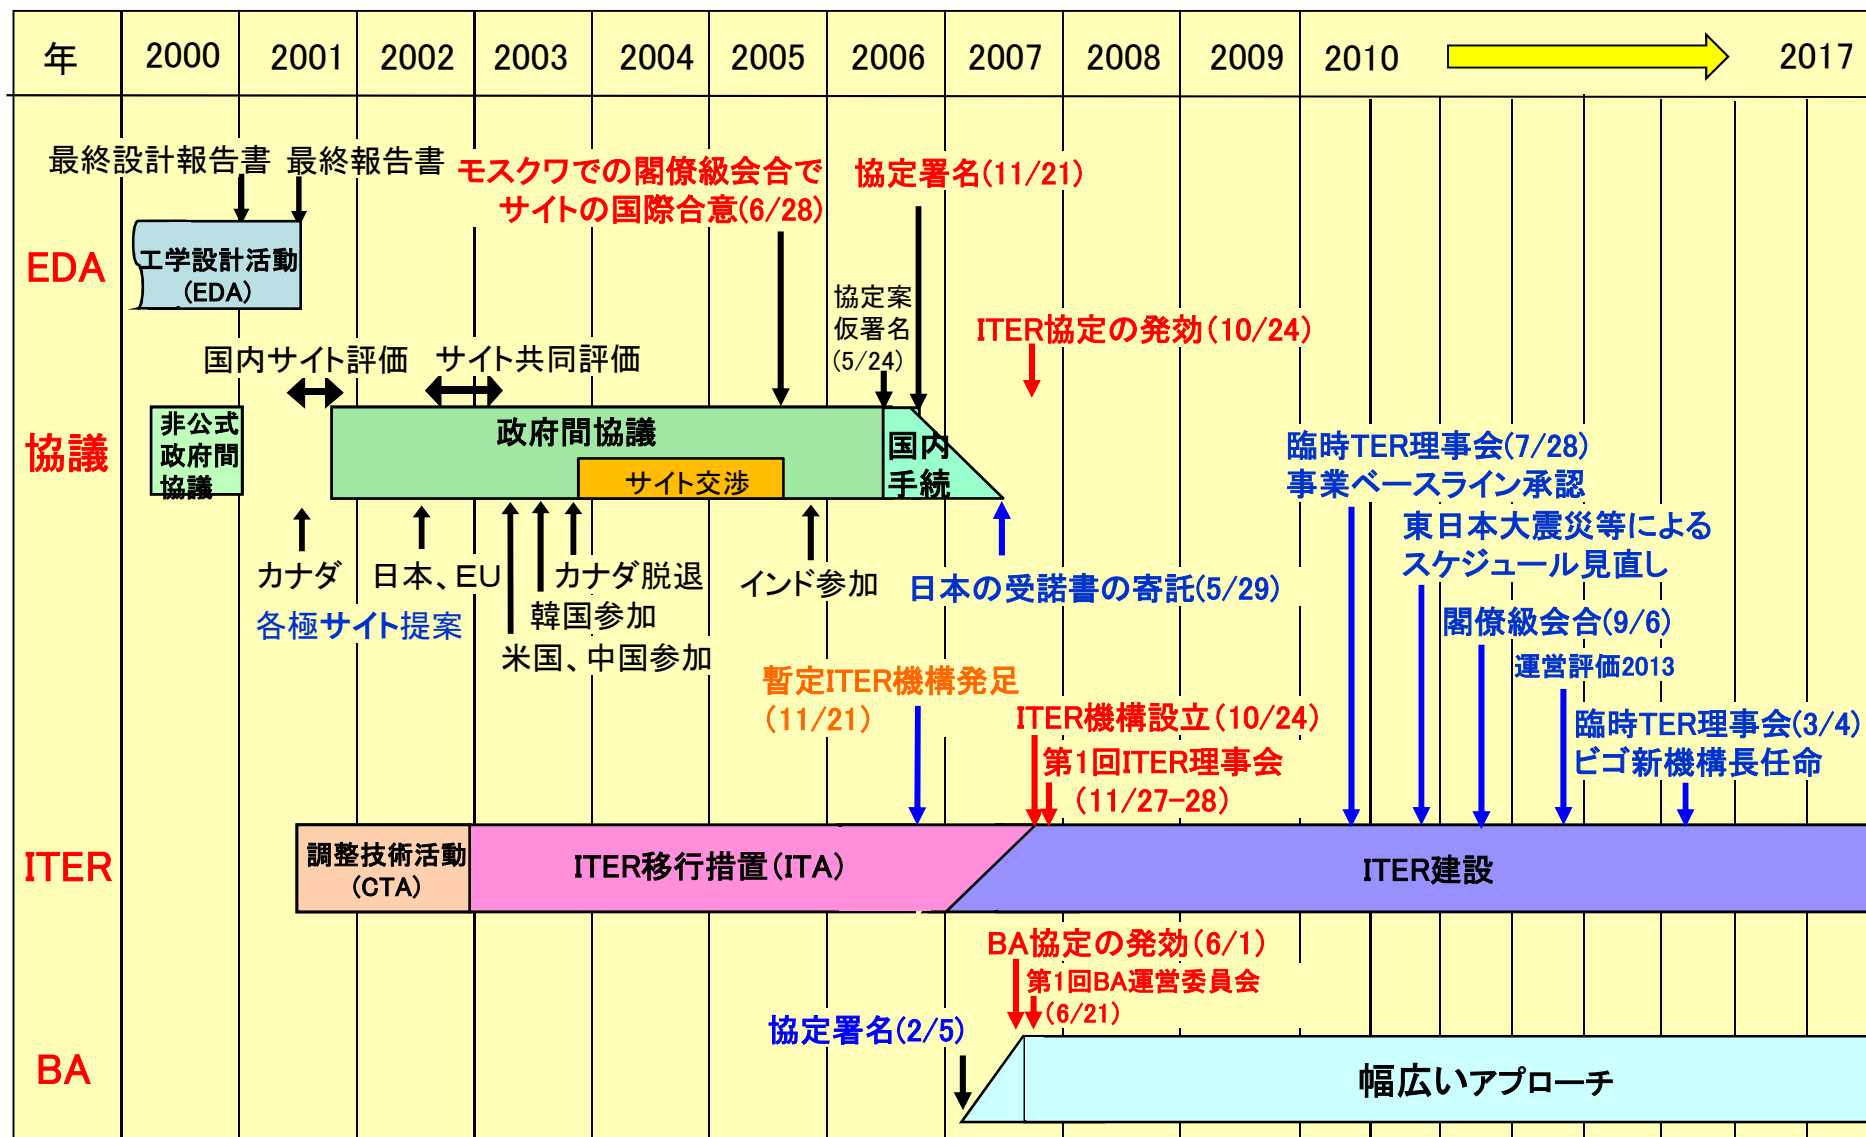 年 2000 2001 2002 2003 2004 2005 2006 2007 2008 2009 2010 2017
最終設計報告書 最終報告書
モスクワでの閣僚級会合で
サイトの国際合意(6/28)
協定署名(11/21)
EDA
工学設計活動
(EDA)
協定案
仮署名
(5/24)
ITER協定の発効(10/24)
国内サイト評価 サイト共同評価
協議
非公式
政府間
協議
政府間協議
サイト交渉
国内
手続
臨時TER理事会(7/28)
事業ベースライン承認
東日本大震災等による
スケジュール見直し
カナダ 日本、EU カナダ脱退 インド参加
日本の受諾書の寄託(5/29)
各極サイト提案
韓国参加
米国、中国参加
閣僚級会合(9/6)
運営評価2013
暫定ITER機構発足
(11/21)
ITER機構設立(10/24)
第1回ITER理事会
(11/27-28)
臨時TER理事会(3/4)
ビゴ新機構長任命
ITER
調整技術活動
(CTA)
ITER移行措置(ITA)
ITER建設
BA協定の発効(6/1)
第1回BA運営委員会
(6/21)
協定署名(2/5)
BA
幅広いアプローチ